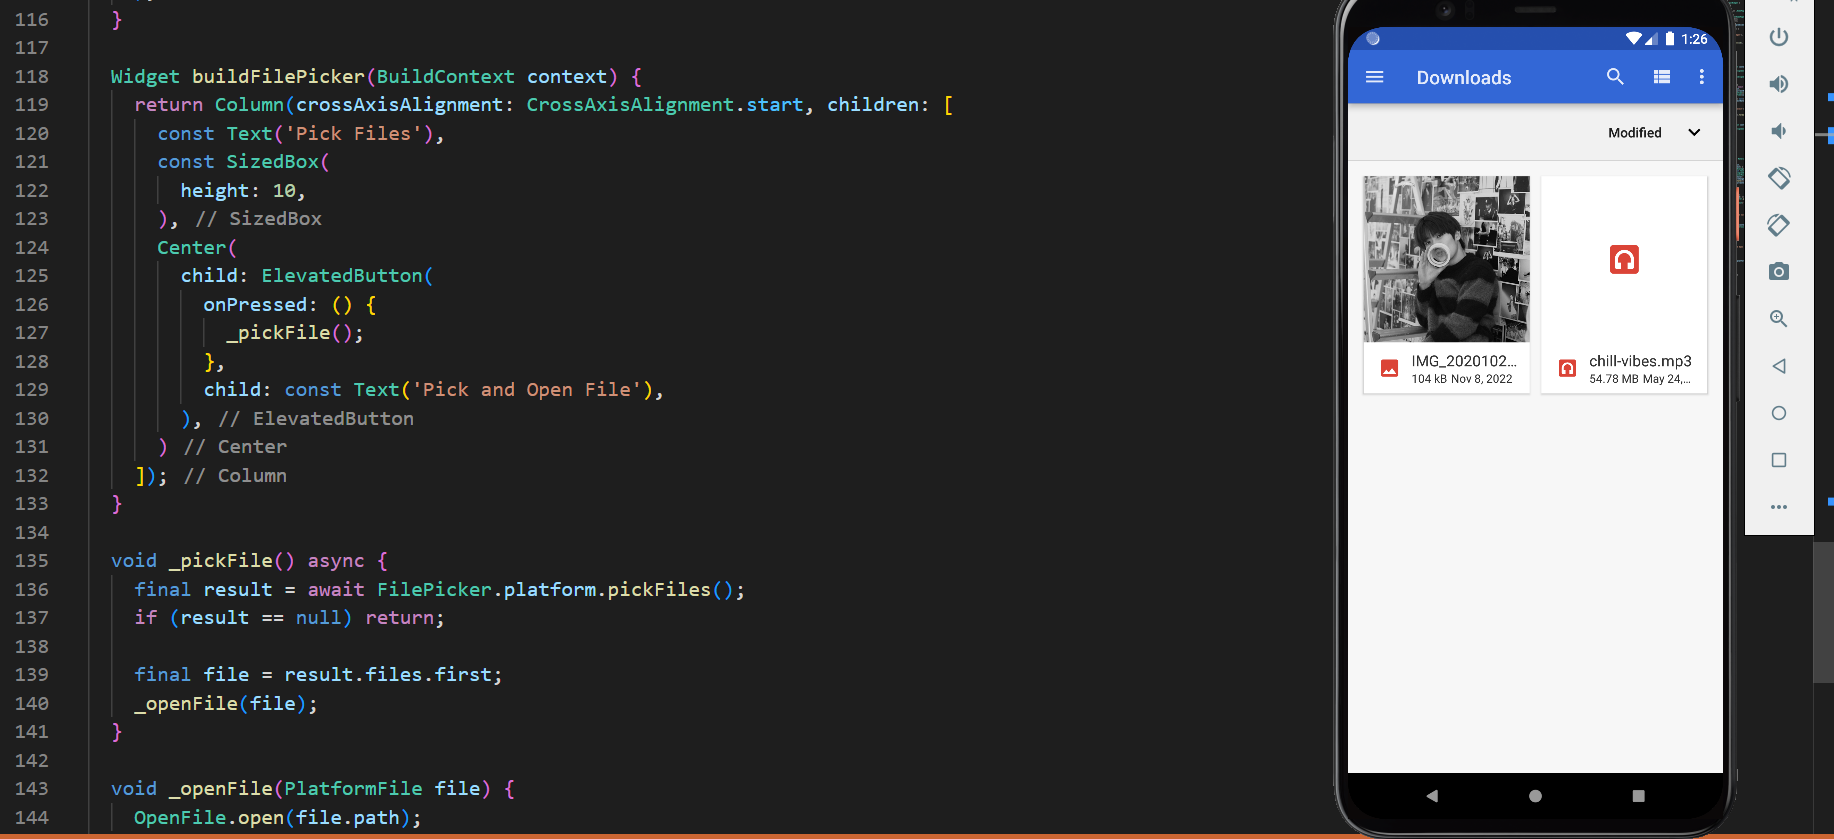 116 }
117
118 Widget buildFilePicker(BuildContext context) {
119 return Column(crossAxisAlignment: CrossAxisAlignment.start, children: [
120 const Text('Pick Files'),
121 const SizedBox(
122 height: 10,
123 ), // SizedBox
124 Center(
125 child: ElevatedButton(
126 onPressed: () {
127 _pickFile();
128 },
129 child: const Text('Pick and Open File'),
130 ), // ElevatedButton
131 ) // Center
132 ]); // Column
133 }
134
135 void _pickFile() async {
136 final result = await FilePicker.platform.pickFiles();
137 if (result == null) return;
138
139 final file = result.files.first;
140 _openFile(file);
141 }
142
143 void _openFile(PlatformFile file) {
144 OpenFile.open(file.path);
1:26
Downloads
Modified
IMG_2020102...
104 kB Nov 8, 2022
chill-vibes.mp3
54.78 MB May 24,...